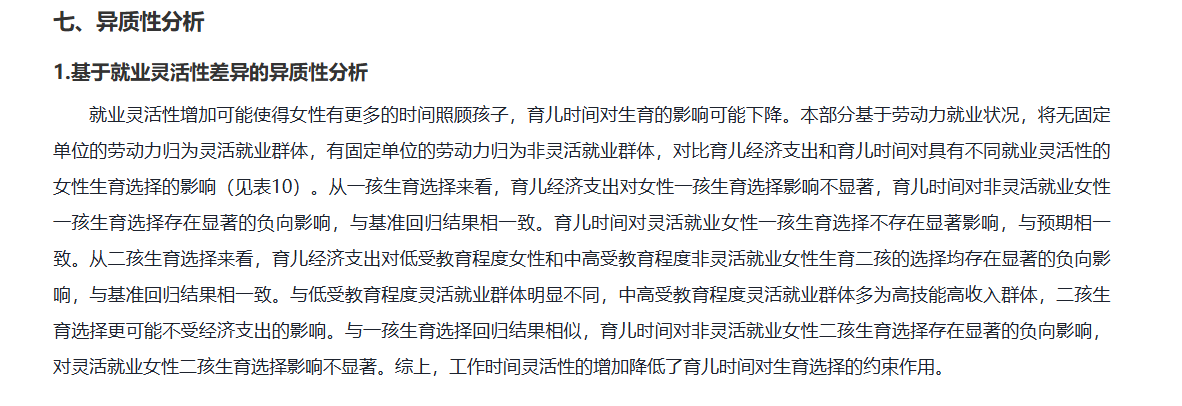 七、异质性分析
1.基于就业灵活性差异的异质性分析
就业灵活性增加可能使得女性有更多的时间照顾孩子，育儿时间对生育的影响可能下降。本部分基于劳动力就业状况，将无固定
单位的劳动力归为灵活就业群体，有固定单位的劳动力归为非灵活就业群体，对比育儿经济支出和育儿时间对具有不同就业灵活性的
女性生育选择的影响（见表10）。从一孩生育选择来看，育儿经济支出对女性一孩生育选择影响不显著，育儿时间对非灵活就业女性
一孩生育选择存在显著的负向影响，与基准回归结果相一致。育儿时间对灵活就业女性一孩生育选择不存在显著影响，与预期相一
致。从二孩生育选择来看，育儿经济支出对低受教育程度女性和中高受教育程度非灵活就业女性生育二孩的选择均存在显著的负向影
响，与基准回归结果相一致。与低受教育程度灵活就业群体明显不同，中高受教育程度灵活就业群体多为高技能高收入群体，二孩生
育选择更可能不受经济支出的影响。与一孩生育选择回归结果相似，育儿时间对非灵活就业女性二孩生育选择存在显著的负向影响，
对灵活就业女性二孩生育选择影响不显著。综上，工作时间灵活性的增加降低了育儿时间对生育选择的约束作用。